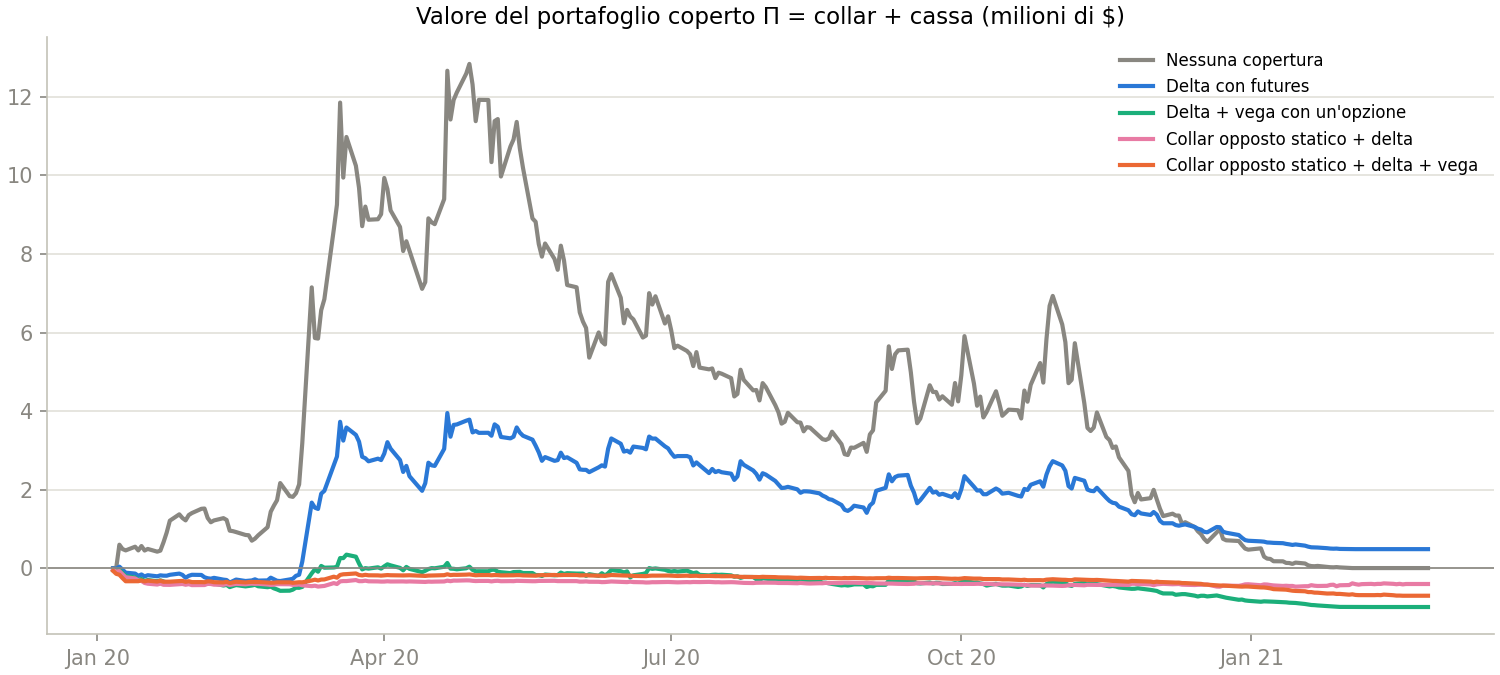 Valore del portafoglio coperto Π = collar + cassa (milioni di $)
Nessuna copertura
Delta con futures
Delta + vega con un'opzione
Collar opposto statico + delta
Collar opposto statico + delta + vega
12
10
8
6
4
2
0
Jan 20
Apr 20
Jul 20
Oct 20
Jan 21